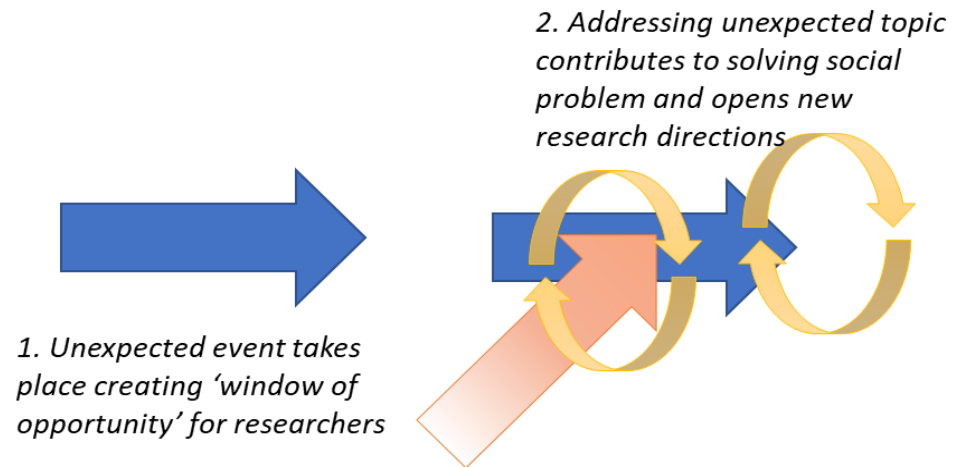 2. Addressing unexpected topic
contributes to solving social
problem and opens new
research directions
1. Unexpected event takes
place creating ‘window of
opportunity’ for researchers